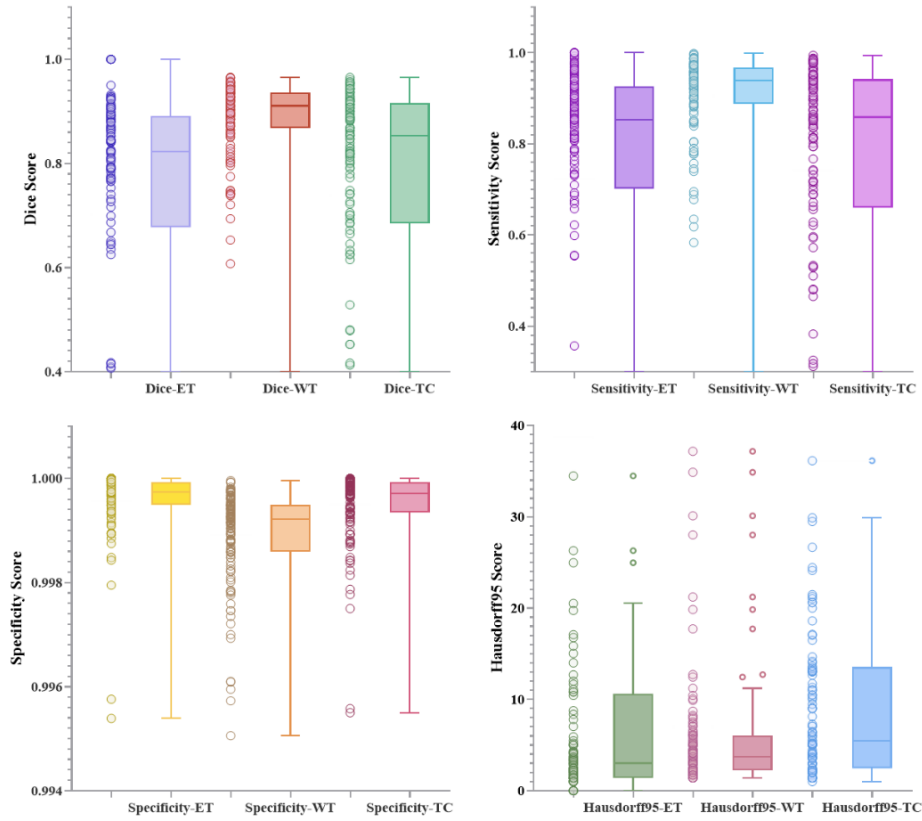 Dice Score
1.0
0.8
0.6
0.4
Dice-ET
Dice-WT
Dice-TC
Sensitivity Score
1.0
0.8
0.6
0.4
Sensitivity-ET
Sensitivity-WT
Sensitivity-TC
Specificity Score
1.000
0.998
0.996
0.994
Specificity-ET
Specificity-WT
Specificity-TC
Hausdorff95 Score
40
30
20
10
0
Hausdorff95-ET
Hausdorff95-WT
Hausdorff95-TC